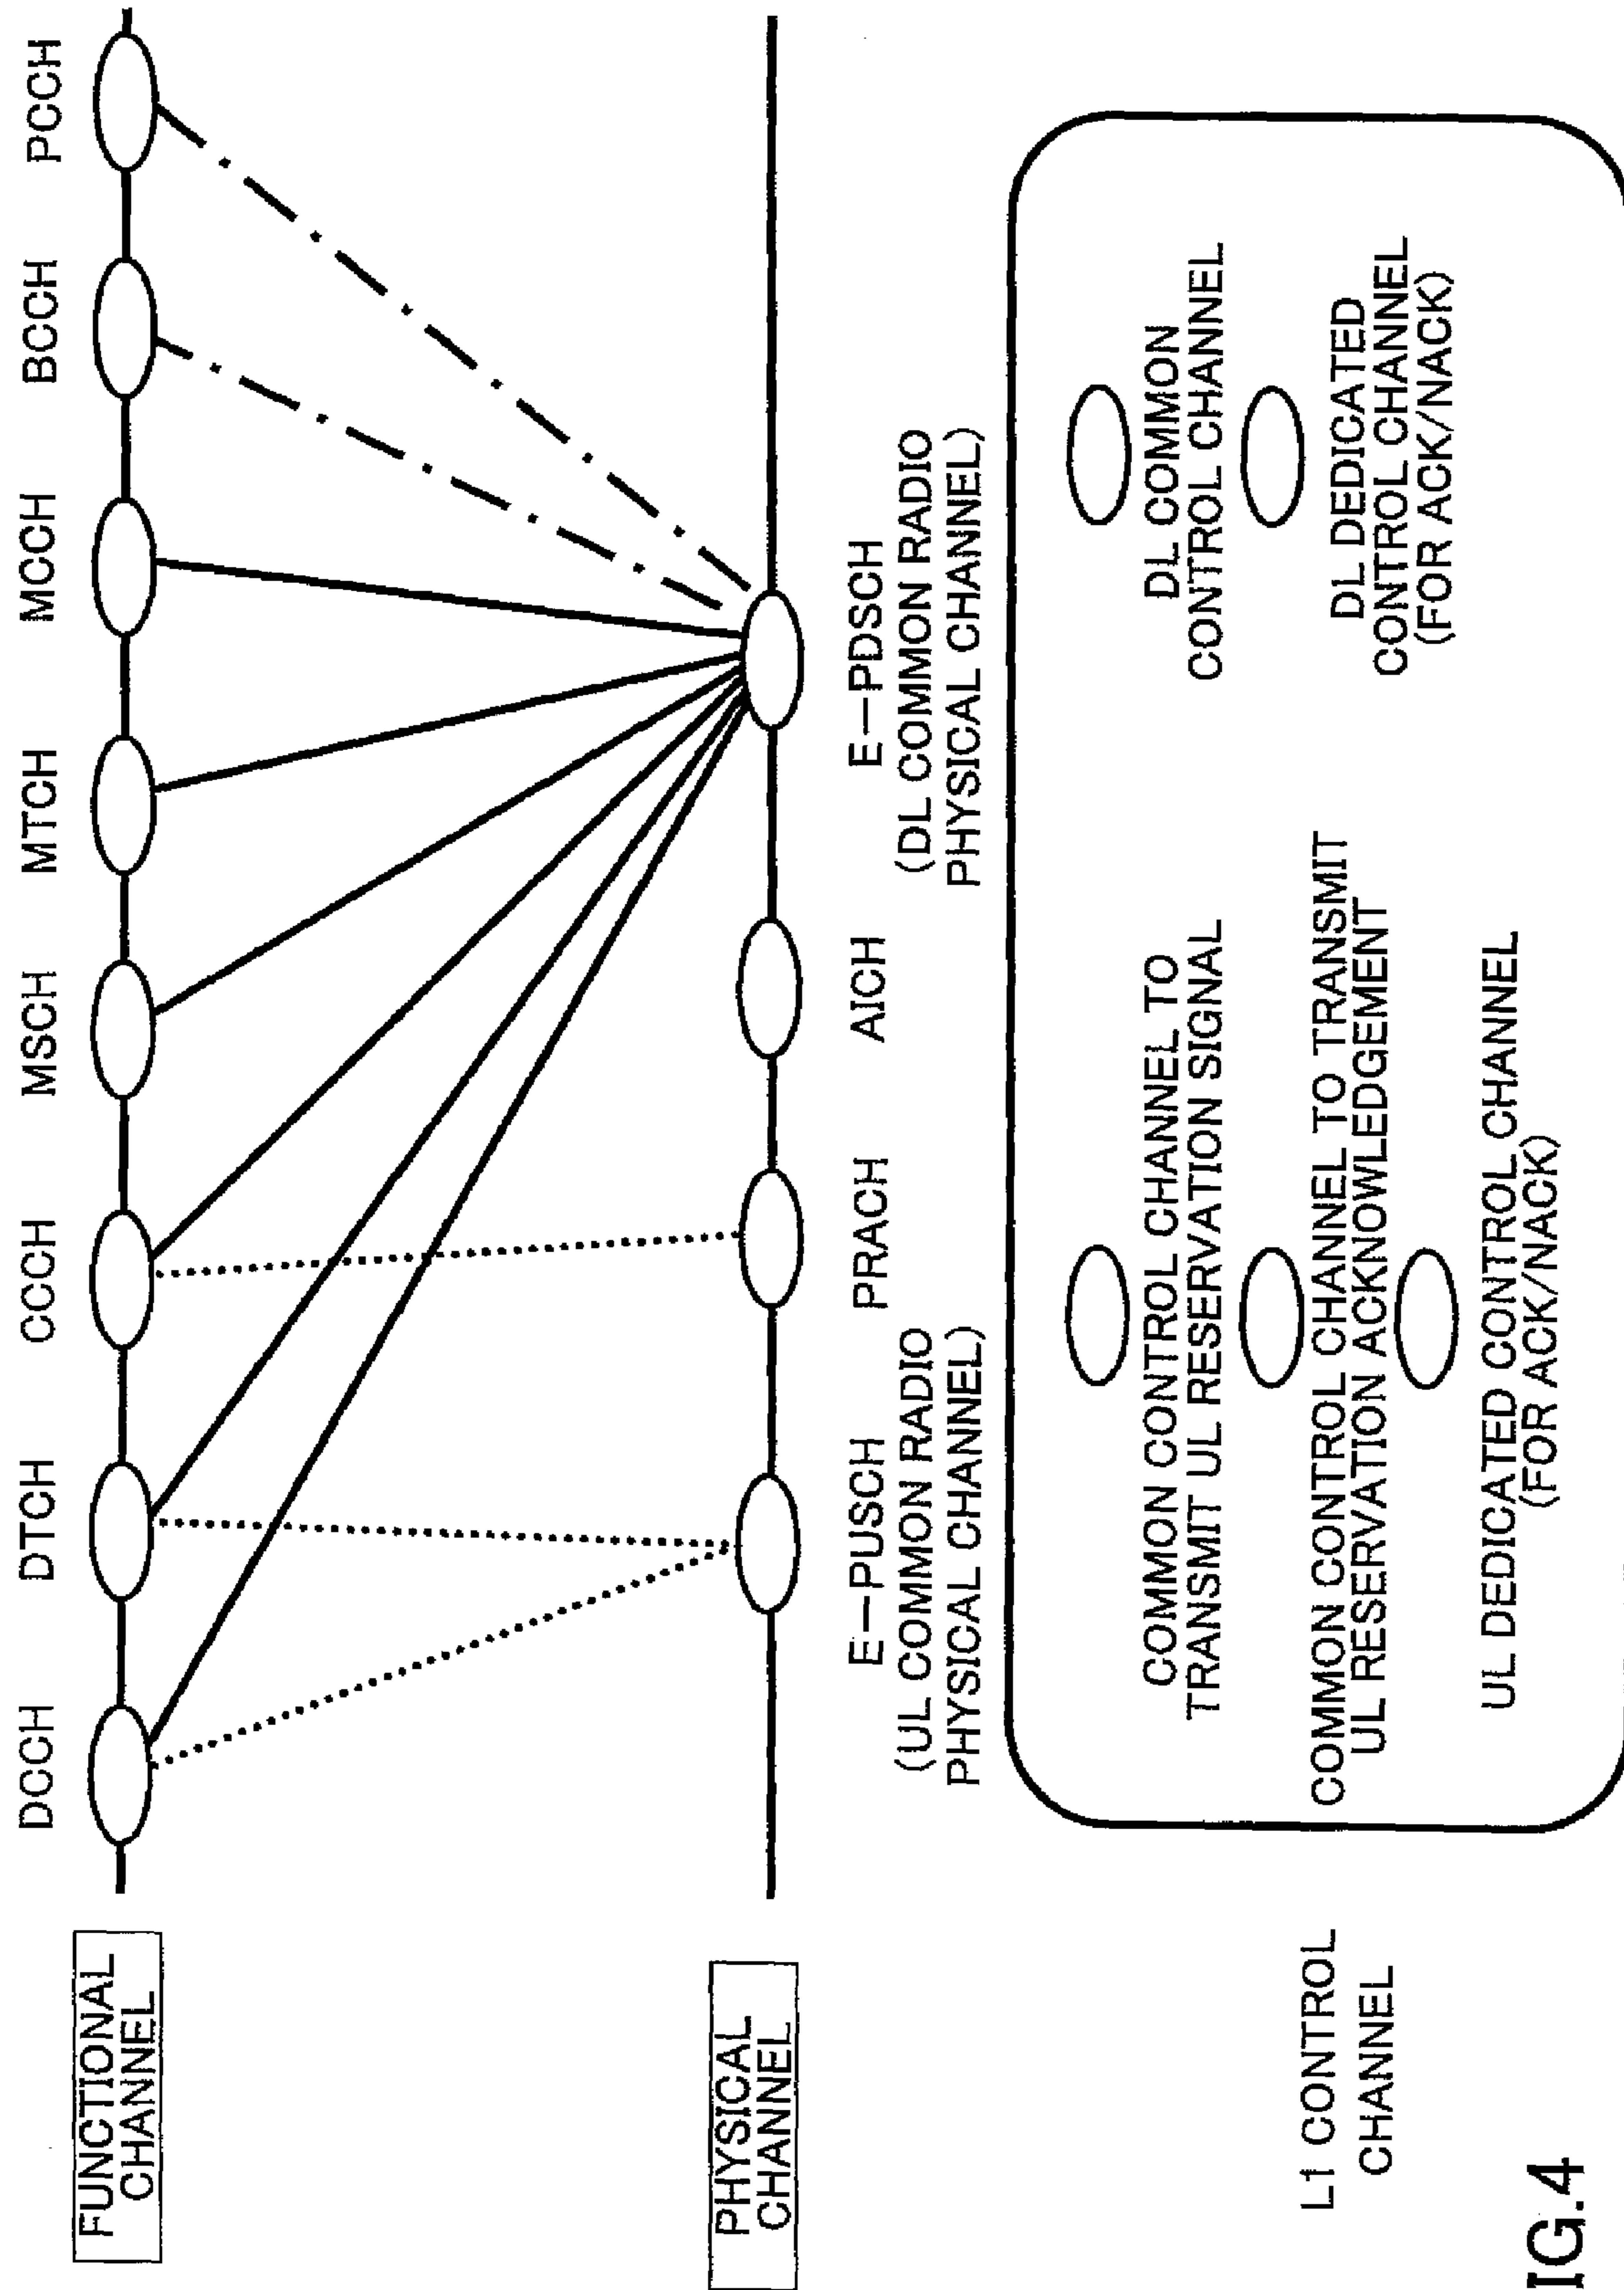 FUNCTIONAL
CHANNEL
DCCH
DTCH
CCCH
MSCH
MTCH
MCCH
BCCH
PCCH
PHYSICAL
CHANNEL
E-PUSCH
(UL COMMON RADIO
PHYSICAL CHANNEL)
PRACH
AICH
E-PDSCH
(DL COMMON RADIO
PHYSICAL CHANNEL)
L1 CONTROL
CHANNEL
COMMON CONTROL CHANNEL TO
TRANSMIT UL RESERVATION SIGNAL
COMMON CONTROL CHANNEL TO TRANSMIT
UL RESERVATION ACKNOWLEDGEMENT
UL DEDICATED CONTROL CHANNEL
(FOR ACK/NACK)
DL COMMON
CONTROL CHANNEL
DL DEDICATED
CONTROL CHANNEL
(FOR ACK/NACK)
IG.4